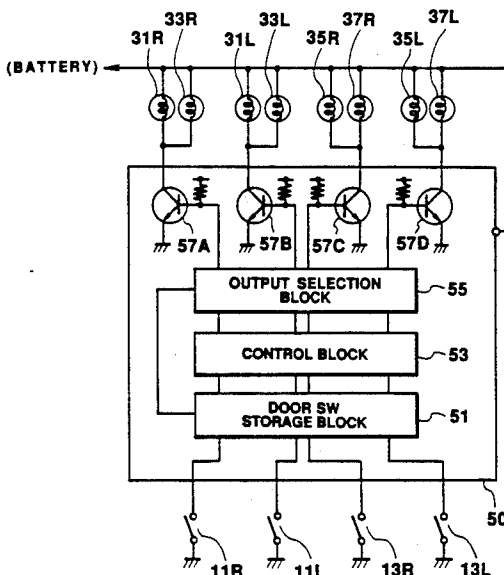 33R 33L 37R 37L
31R 31L 35R 35L
(BATTERY)
57A 57B 57C 57D
OUTPUT SELECTION
BLOCK
55
CONTROL BLOCK
53
DOOR SW
STORAGE BLOCK
51
50
11R 11L 13R 13L